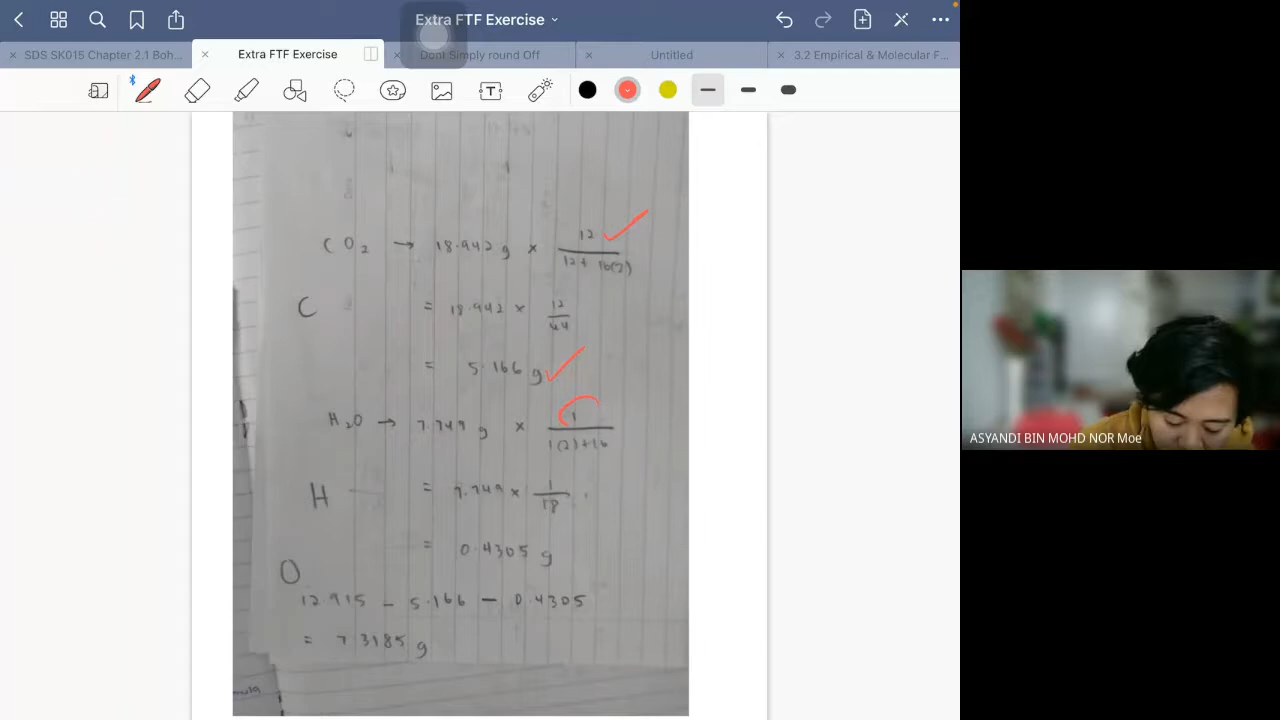 Extra FTF Exercise
SDS SK015 Chapter 2.1 Boh...
Extra FTF Exercise
Dont Simply round Off
Untitled
3.2 Empirical & Molecular F...
CO2 → 18.942 g × 12 / 12 + 16(2)
C = 18.942 × 12 / 44
= 5.166 g
H2O → 7.749 g × 1 / 1(2)+16
H = 7.749 × 1 / 18
= 0.4305 g
O
12.915 - 5.166 - 0.4305
= 7.3185 g
ASYANDI BIN MOHD NOR Moe